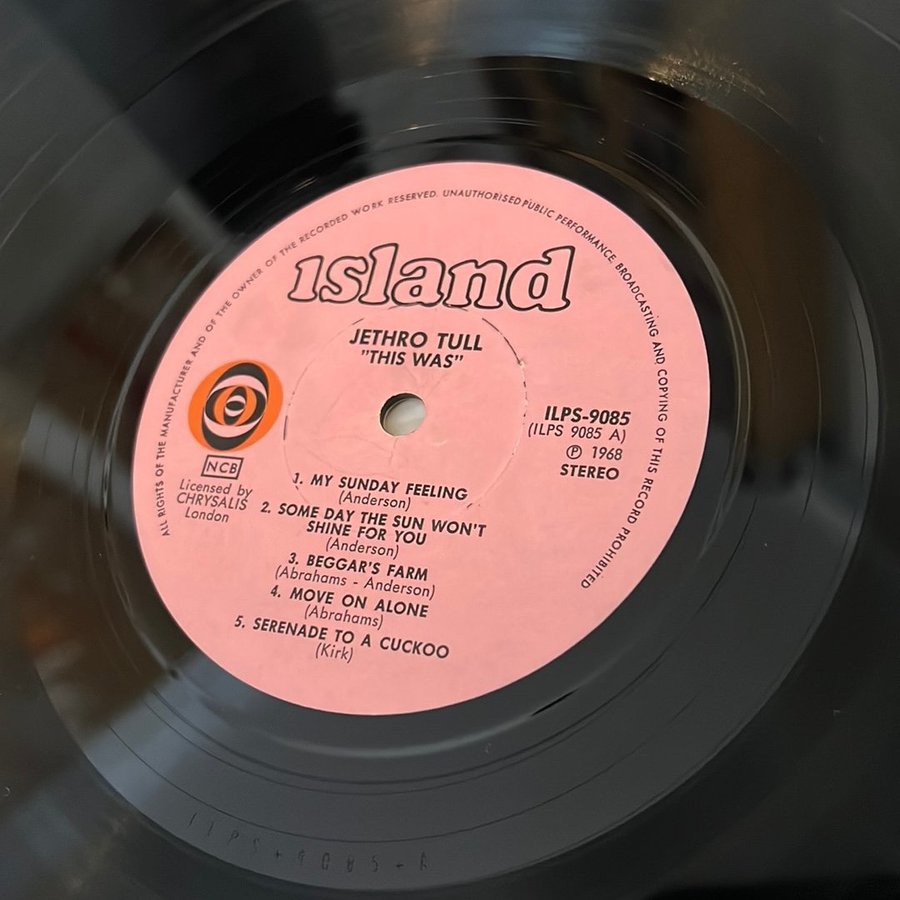 ALL RIGHTS OF THE MANUFACTURER AND OF THE OWNER OF THE RECORDED WORK RESERVED. UNAUTHORISED PUBLIC PERFORMANCE, BROADCASTING AND COPYING OF THIS RECORD PROHIBITED
island
JETHRO TULL
"THIS WAS"
ILPS-9085
(ILPS 9085 A)
℗ 1968
STEREO
NCB
Licensed by
CHRYSALIS
London
1. MY SUNDAY FEELING
(Anderson)
2. SOME DAY THE SUN WON'T
SHINE FOR YOU
(Anderson)
3. BEGGAR'S FARM
(Abrahams - Anderson)
4. MOVE ON ALONE
(Abrahams)
5. SERENADE TO A CUCKOO
(Kirk)
ILPS+9085+A